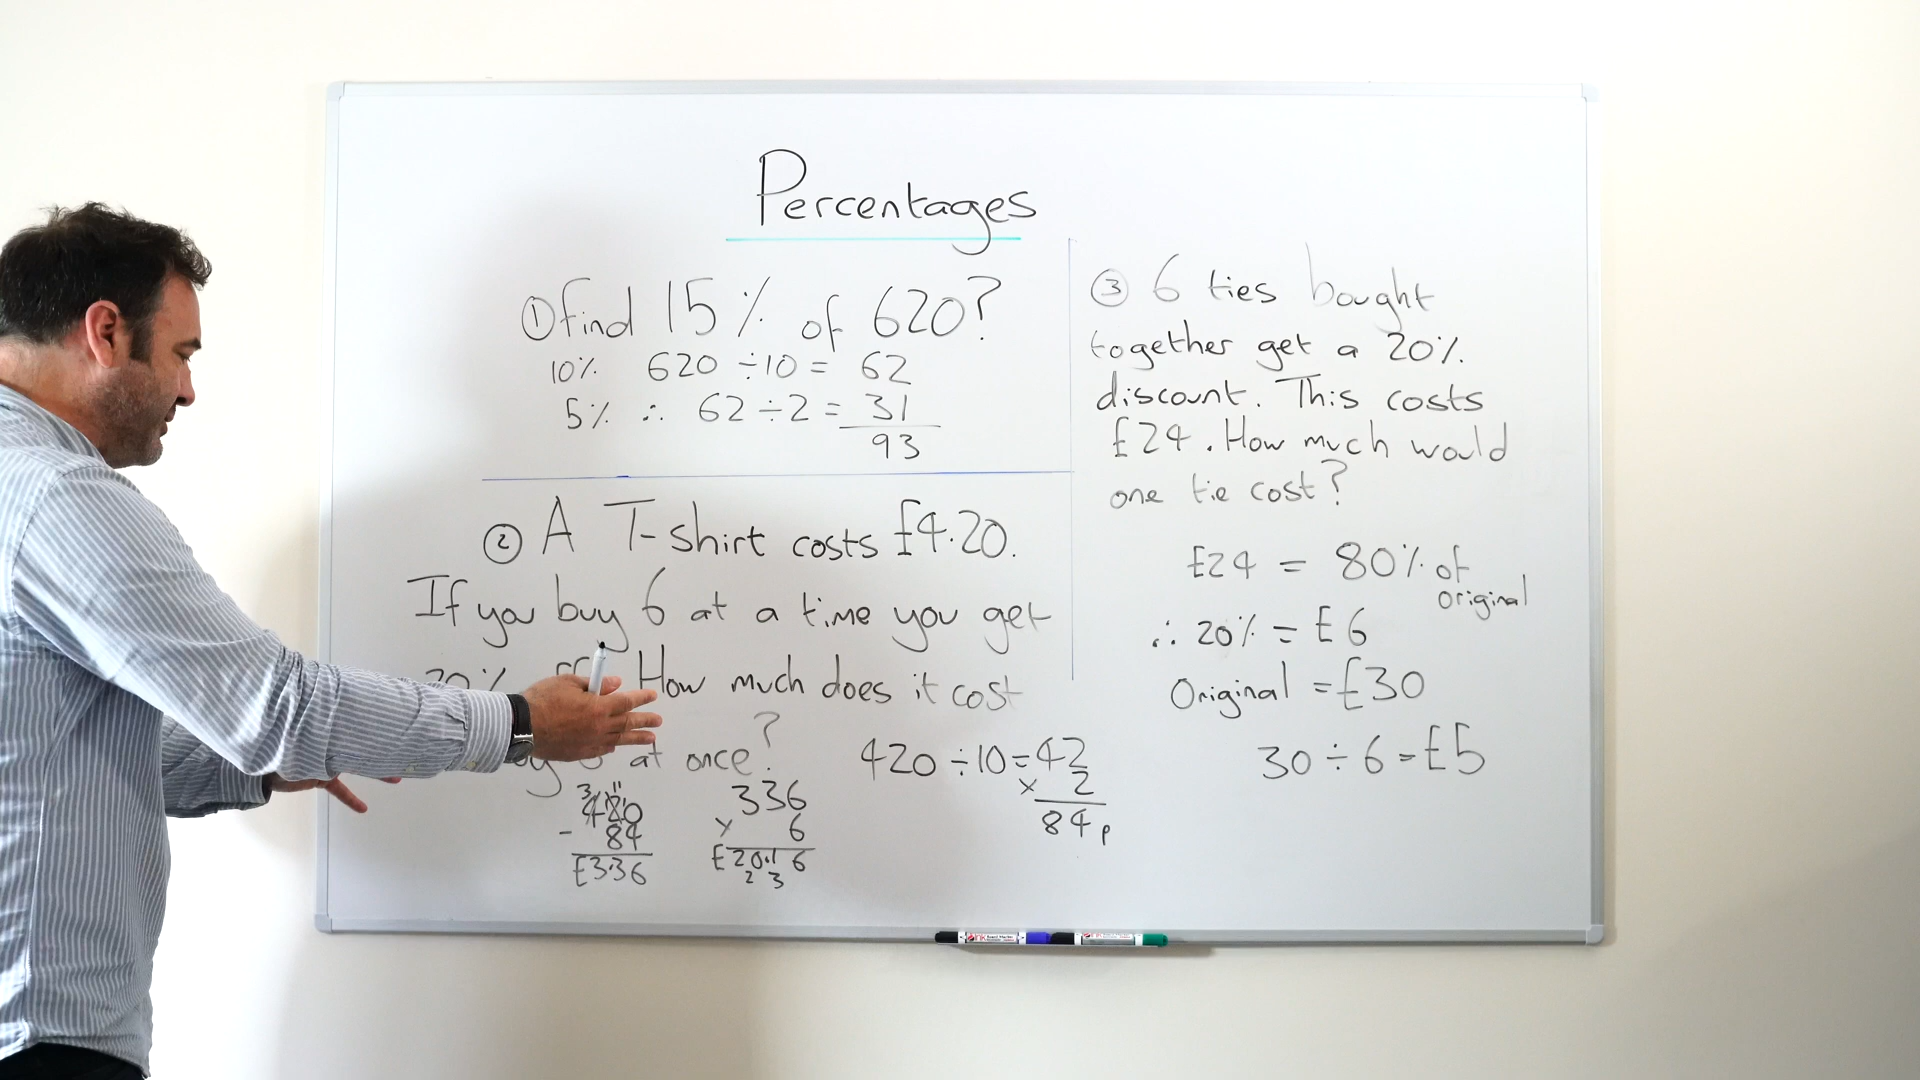 Percentages
① Find 15% of 620?
10% 620 ÷ 10 = 62
5% ∴ 62 ÷ 2 = 31
93
② A T-shirt costs £4.20.
If you buy 6 at a time you get
20% How much does it cost
at once?
420 ÷ 10 = 42
× 2
84p
420
- 84
£3.36
336
× 6
£20.16
2 3
③ 6 ties bought
together get a 20%
discount. This costs
£24. How much would
one tie cost?
£24 = 80% of
original
∴ 20% = £6
Original = £30
30 ÷ 6 = £5